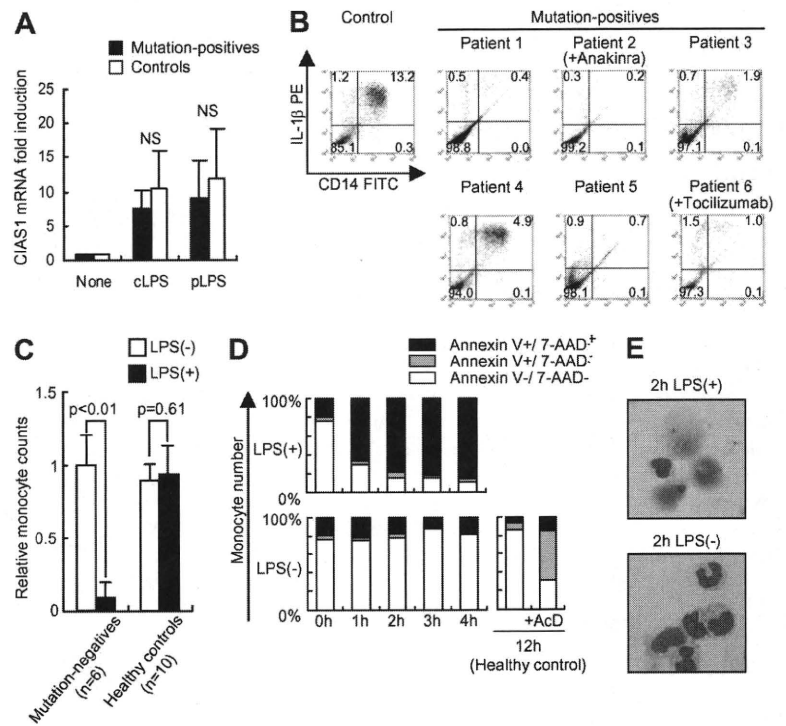 A
Mutation-positives
Controls
CIAS1 mRNA fold induction
25
20
15
10
5
0
NS
NS
None
cLPS
pLPS
B
Control
Mutation-positives
IL-1β PE
CD14 FITC
1.2
13.2
85.1
0.3
Patient 1
0.5
0.4
98.8
0.0
Patient 2
(+Anakinra)
0.3
0.2
99.2
0.1
Patient 3
0.7
1.9
97.1
0.1
Patient 4
0.8
4.9
94.0
0.1
Patient 5
0.9
0.7
98.1
0.1
Patient 6
(+Tocilizumab)
1.5
1.0
97.3
0.1
C
LPS(-)
LPS(+)
Relative monocyte counts
1.5
1
0.5
0
p<0.01
p=0.61
Mutation-negatives
(n=6)
Healthy controls
(n=10)
D
Annexin V+/ 7-AAD+
Annexin V+/ 7-AAD-
Annexin V-/ 7-AAD-
Monocyte number
100%
LPS(+)
0%
100%
LPS(-)
0%
0h
1h
2h
3h
4h
+AcD
12h
(Healthy control)
E
2h LPS(+)
2h LPS(-)